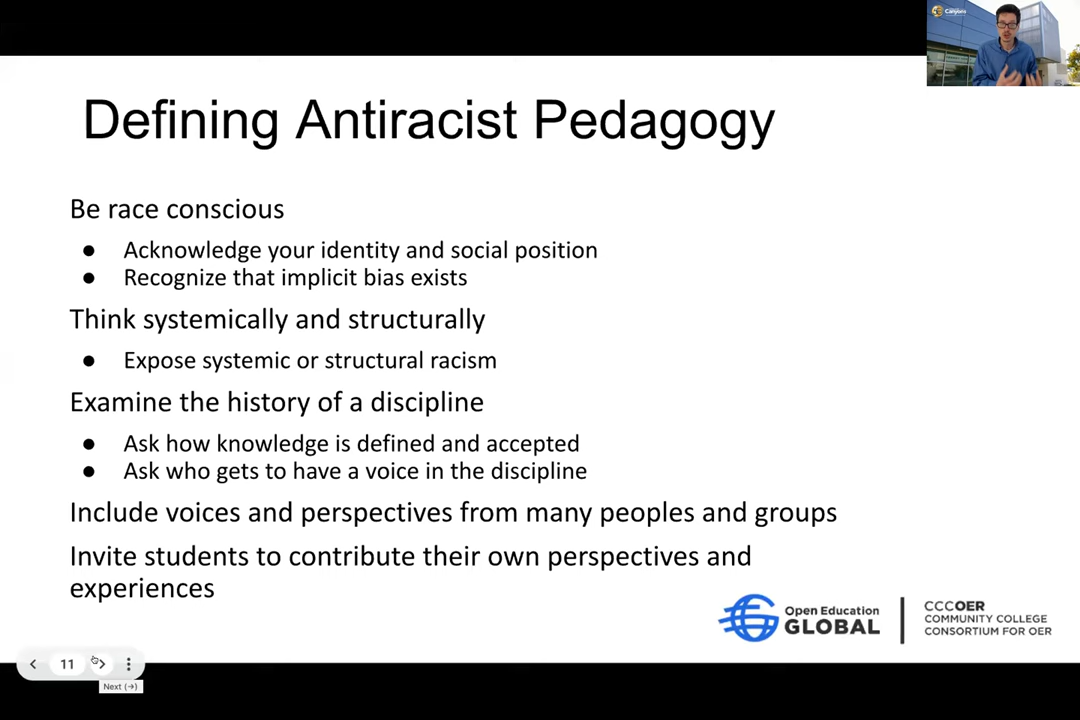 Canyons
Defining Antiracist Pedagogy
Be race conscious
● Acknowledge your identity and social position
● Recognize that implicit bias exists
Think systemically and structurally
● Expose systemic or structural racism
Examine the history of a discipline
● Ask how knowledge is defined and accepted
● Ask who gets to have a voice in the discipline
Include voices and perspectives from many peoples and groups
Invite students to contribute their own perspectives and
experiences
Open Education
GLOBAL
CCCOER
COMMUNITY COLLEGE
CONSORTIUM FOR OER
11
Next (→)